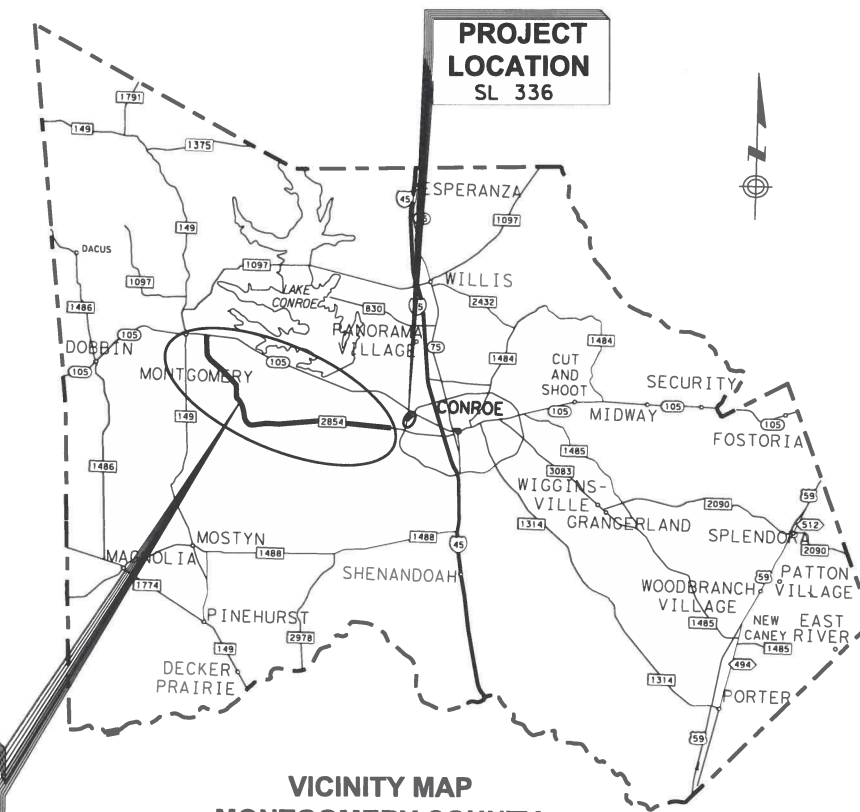 PROJECT
LOCATION
SL 336
1791
149
1375
45
ESPERANZA
1097
149
DACUS
1097
WILLIS
1097
LAKE
CONROE
2432
1486
830
105
PANORAMA
VILLAGE
75
1484
1484
DOBBIN
105
105
CUT
AND
SHOOT
SECURITY
MONTGOMERY
CONROE
105
MIDWAY
105
149
2854
105
FOSTORIA
1485
1486
3083
59
WIGGINS-
VILLE
2090
1314
GRANGERLAND
512
MOSTYN
1488
SPLENDORA
2090
MAGNOLIA
1488
45
SHENANDOAH
59
PATTON
VILLAGE
1774
WOODBRANCH
VILLAGE
PINEHURST
1485
NEW
CANEY
EAST
RIVER
2978
149
1485
494
DECKER
PRAIRIE
1314
PORTER
59
VICINITY MAP
MONTGOMERY COUNTY